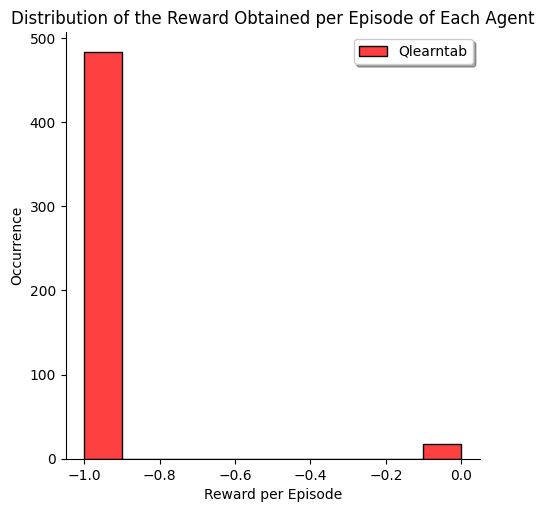 Distribution of the Reward Obtained per Episode of Each Agent
Qlearntab
500
400
300
200
100
0
Occurrence
−1.0 −0.8 −0.6 −0.4 −0.2 0.0
Reward per Episode